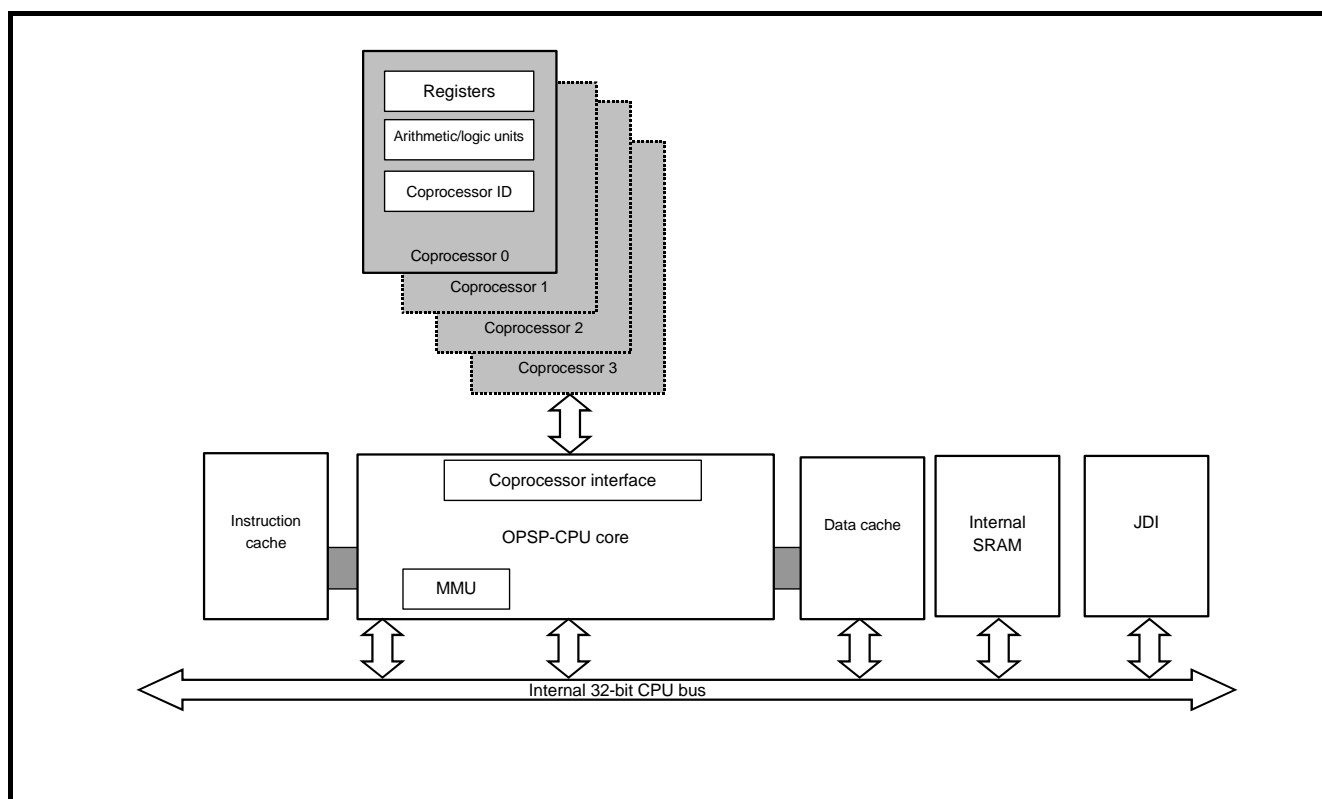 Registers
Arithmetic/logic units
Coprocessor ID
Coprocessor 0
Coprocessor 1
Coprocessor 2
Coprocessor 3
Instruction
cache
Coprocessor interface
OPSP-CPU core
MMU
Data cache
Internal
SRAM
JDI
Internal 32-bit CPU bus